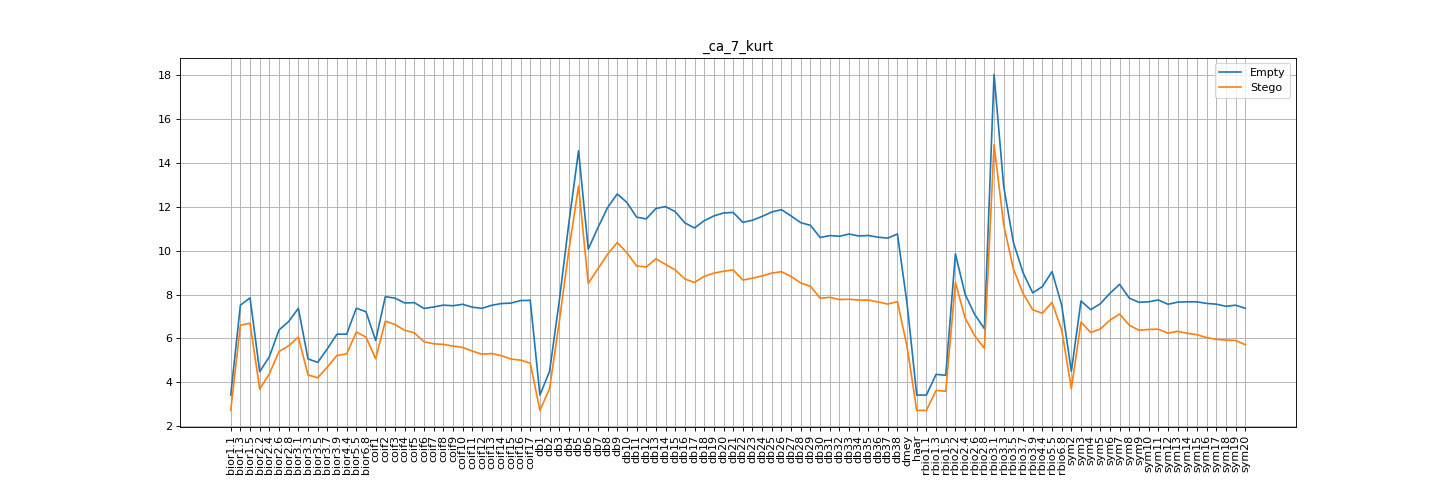 _ca_7_kurt
Empty
Stego
18
16
14
12
10
8
6
4
2
bior1.1
bior1.3
bior1.5
bior2.2
bior2.4
bior2.6
bior2.8
bior3.1
bior3.3
bior3.5
bior3.7
bior3.9
bior4.4
bior5.5
bior6.8
coif1
coif2
coif3
coif4
coif5
coif6
coif7
coif8
coif9
coif10
coif11
coif12
coif13
coif14
coif15
coif16
coif17
db1
db2
db3
db4
db5
db6
db7
db8
db9
db10
db11
db12
db13
db14
db15
db16
db17
db18
db19
db20
db21
db22
db23
db24
db25
db26
db27
db28
db29
db30
db31
db32
db33
db34
db35
db36
db37
db38
dmey
haar
rbio1.1
rbio1.3
rbio1.5
rbio2.2
rbio2.4
rbio2.6
rbio2.8
rbio3.1
rbio3.3
rbio3.5
rbio3.7
rbio3.9
rbio4.4
rbio5.5
rbio6.8
sym2
sym3
sym4
sym5
sym6
sym7
sym8
sym9
sym10
sym11
sym12
sym13
sym14
sym15
sym16
sym17
sym18
sym19
sym20